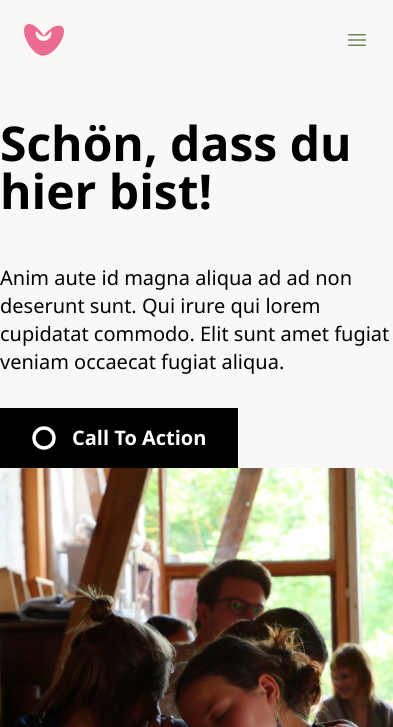 Schön, dass du
hier bist!
Anim aute id magna aliqua ad ad non
deserunt sunt. Qui irure qui lorem
cupidatat commodo. Elit sunt amet fugiat
veniam occaecat fugiat aliqua.
Call To Action